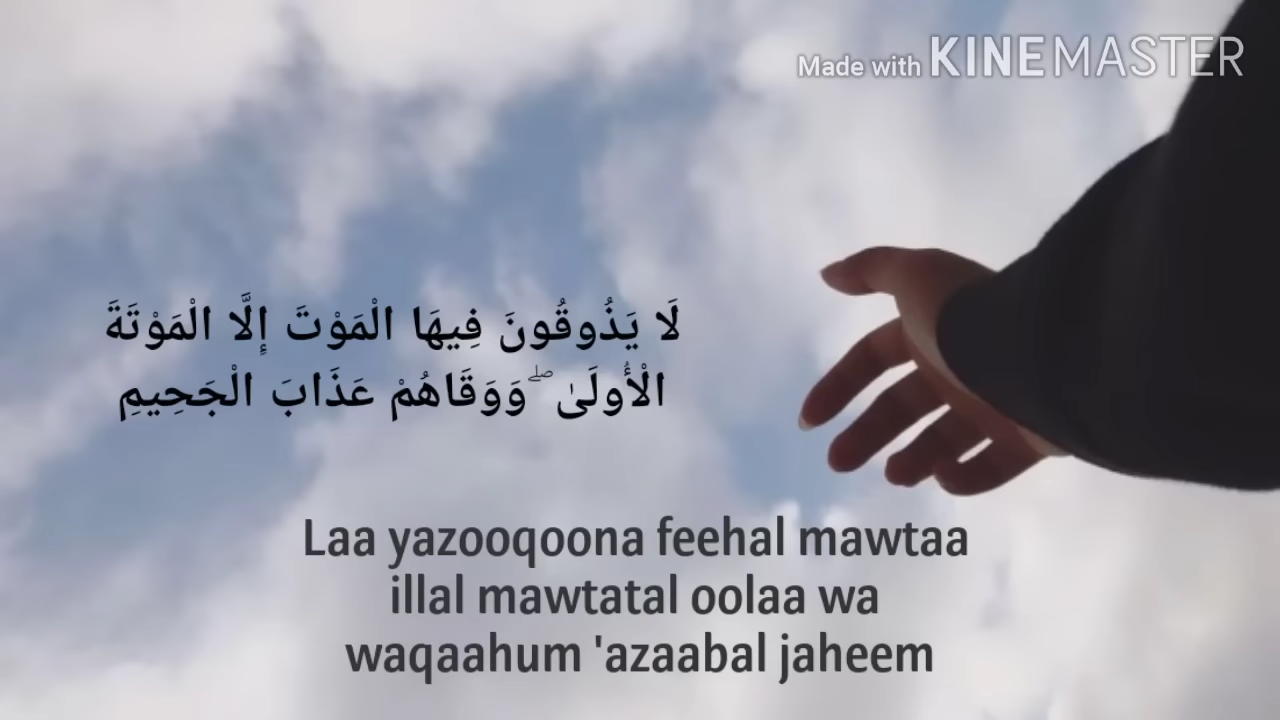 Made with KINEMASTER
لَا يَذُوقُونَ فِيهَا الْمَوْتَ إِلَّا الْمَوْتَةَ
الْأُولَىٰ ۖ وَوَقَاهُمْ عَذَابَ الْجَحِيمِ
Laa yazooqoona feehal mawtaa
illal mawtatal oolaa wa
waqaahum 'azaabal jaheem